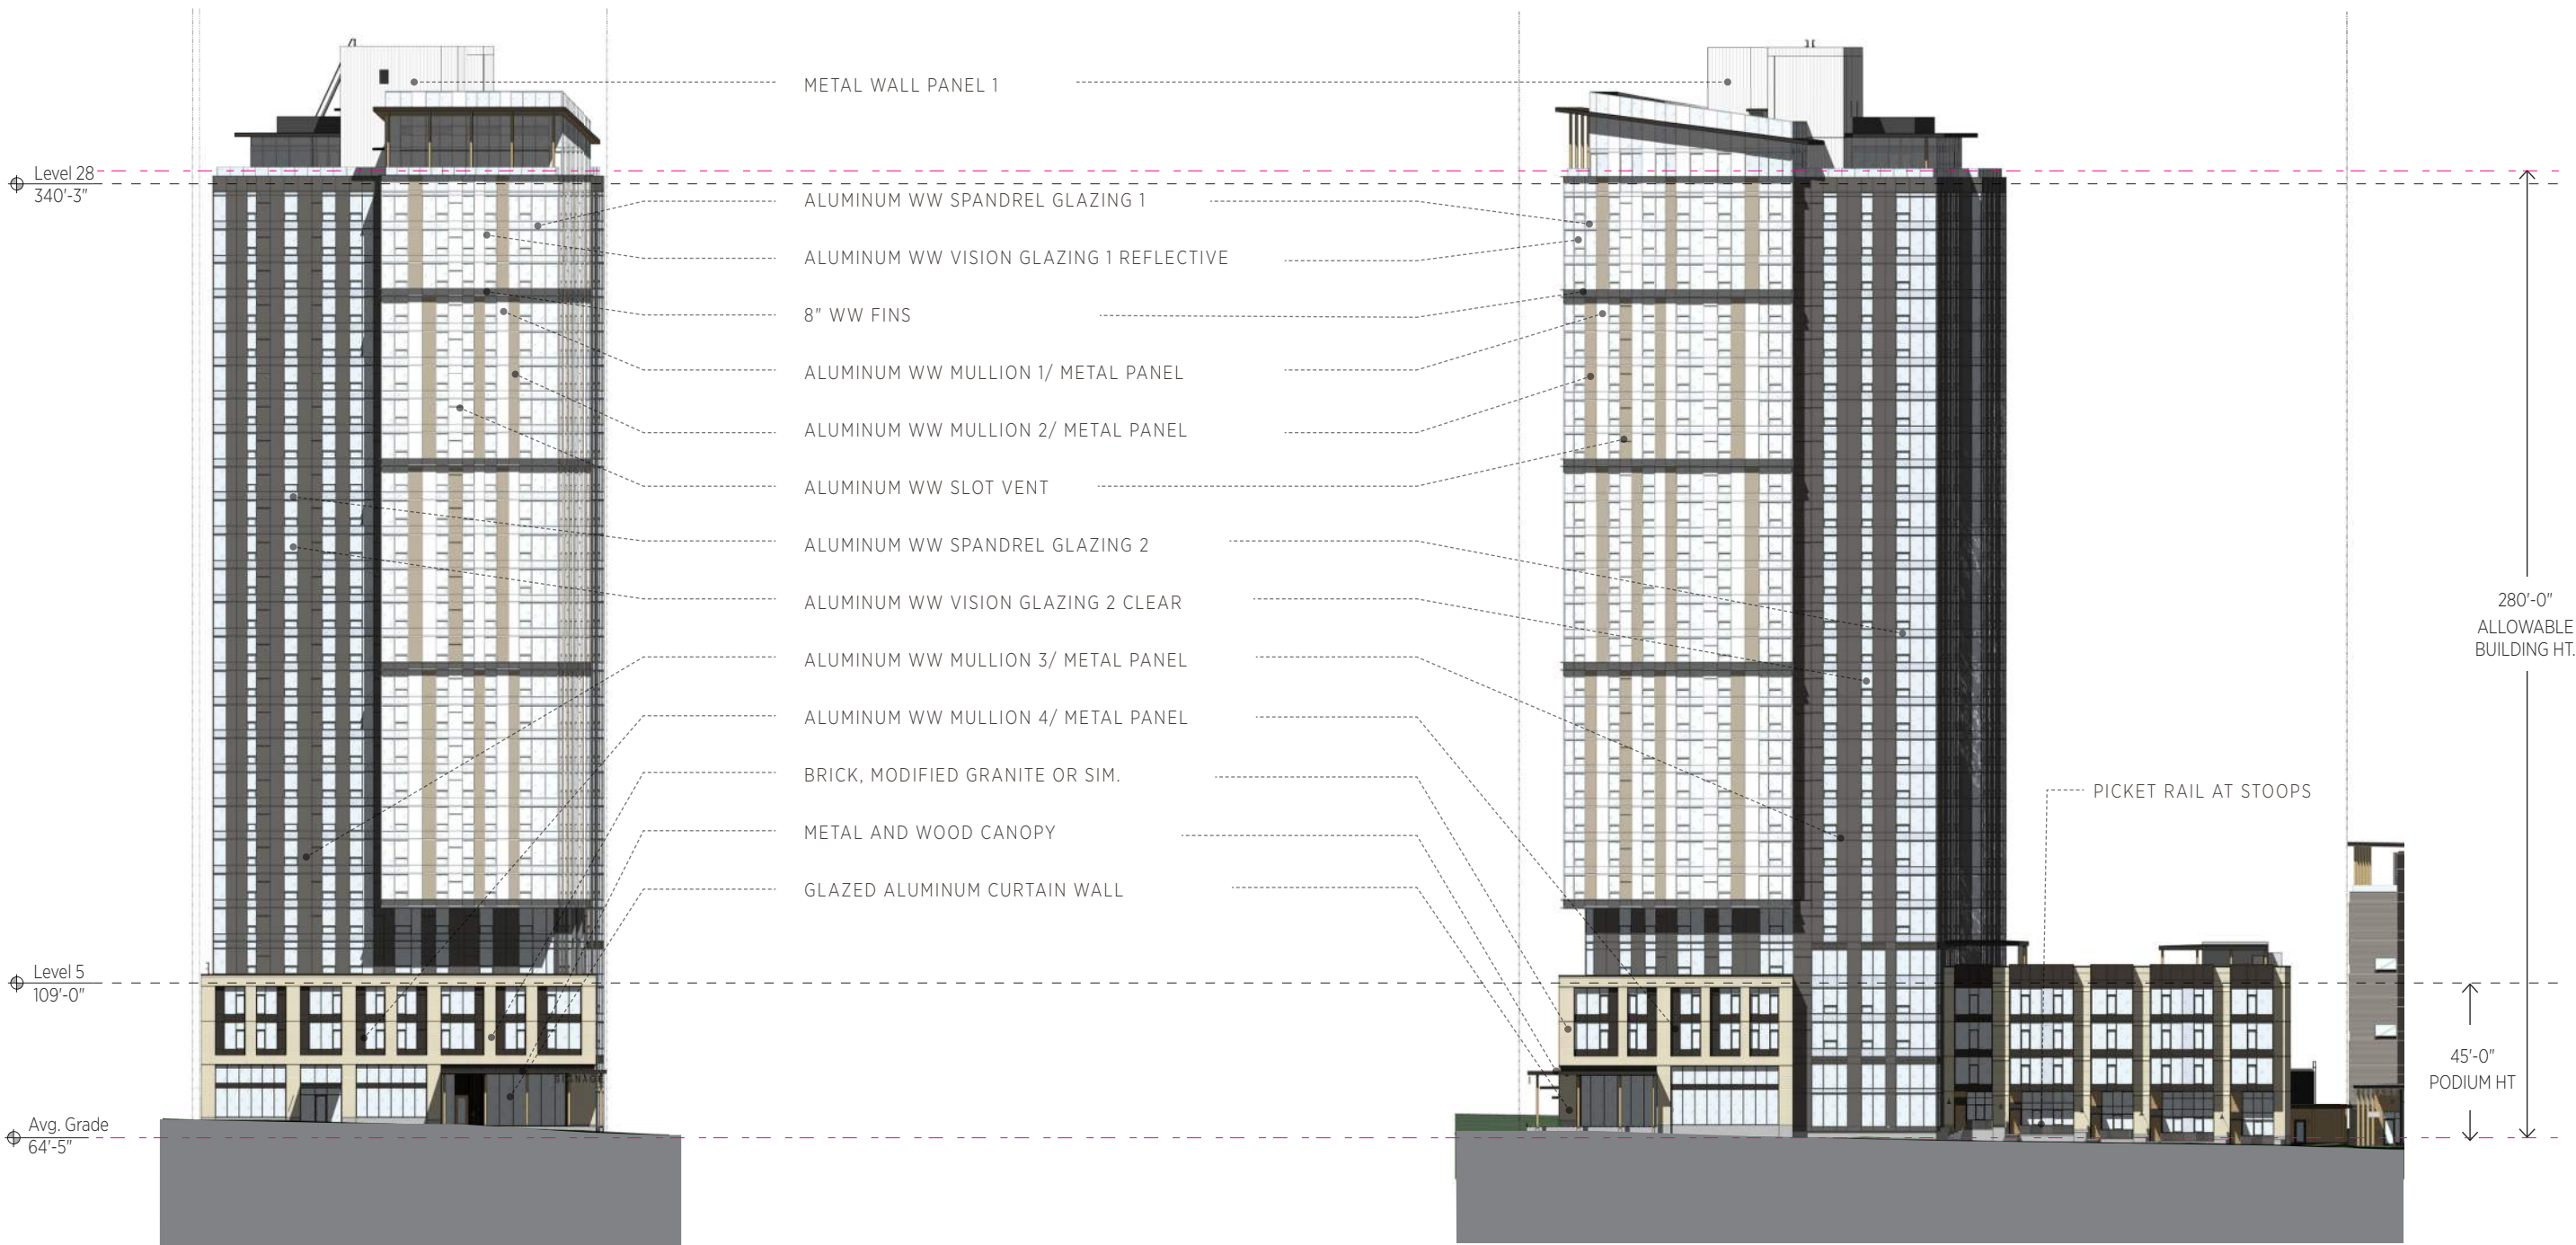 METAL WALL PANEL 1
Level 28
340'-3"
ALUMINUM WW SPANDREL GLAZING 1
ALUMINUM WW VISION GLAZING 1 REFLECTIVE
8" WW FINS
ALUMINUM WW MULLION 1/ METAL PANEL
ALUMINUM WW MULLION 2/ METAL PANEL
ALUMINUM WW SLOT VENT
ALUMINUM WW SPANDREL GLAZING 2
ALUMINUM WW VISION GLAZING 2 CLEAR
ALUMINUM WW MULLION 3/ METAL PANEL
ALUMINUM WW MULLION 4/ METAL PANEL
BRICK, MODIFIED GRANITE OR SIM.
METAL AND WOOD CANOPY
GLAZED ALUMINUM CURTAIN WALL
280'-0"
ALLOWABLE
BUILDING HT.
PICKET RAIL AT STOOPS
Level 5
109'-0"
45'-0"
PODIUM HT
SIGNAGE
Avg. Grade
64'-5"